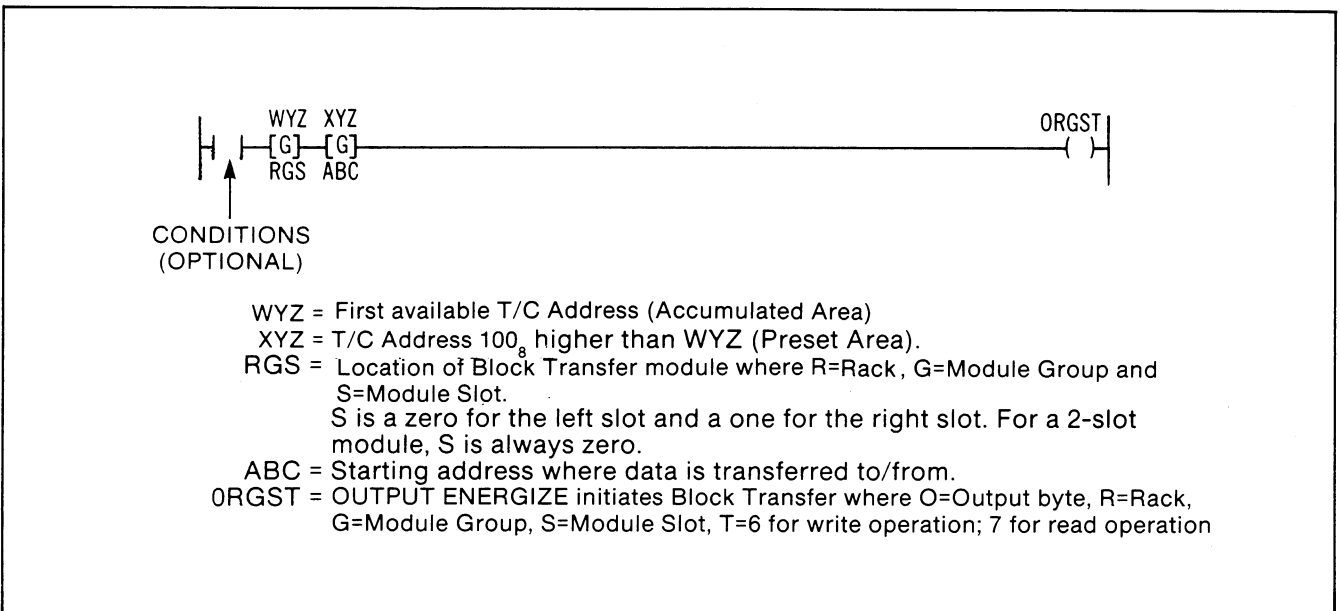 WYZ XYZ
ORGST
[G] [G]
( )
RGS ABC
CONDITIONS
(OPTIONAL)
WYZ = First available T/C Address (Accumulated Area)
XYZ = T/C Address 100₈ higher than WYZ (Preset Area).
RGS = Location of Block Transfer module where R=Rack, G=Module Group and
S=Module Slot.
S is a zero for the left slot and a one for the right slot. For a 2-slot
module, S is always zero.
ABC = Starting address where data is transferred to/from.
0RGST = OUTPUT ENERGIZE initiates Block Transfer where O=Output byte, R=Rack,
G=Module Group, S=Module Slot, T=6 for write operation; 7 for read operation